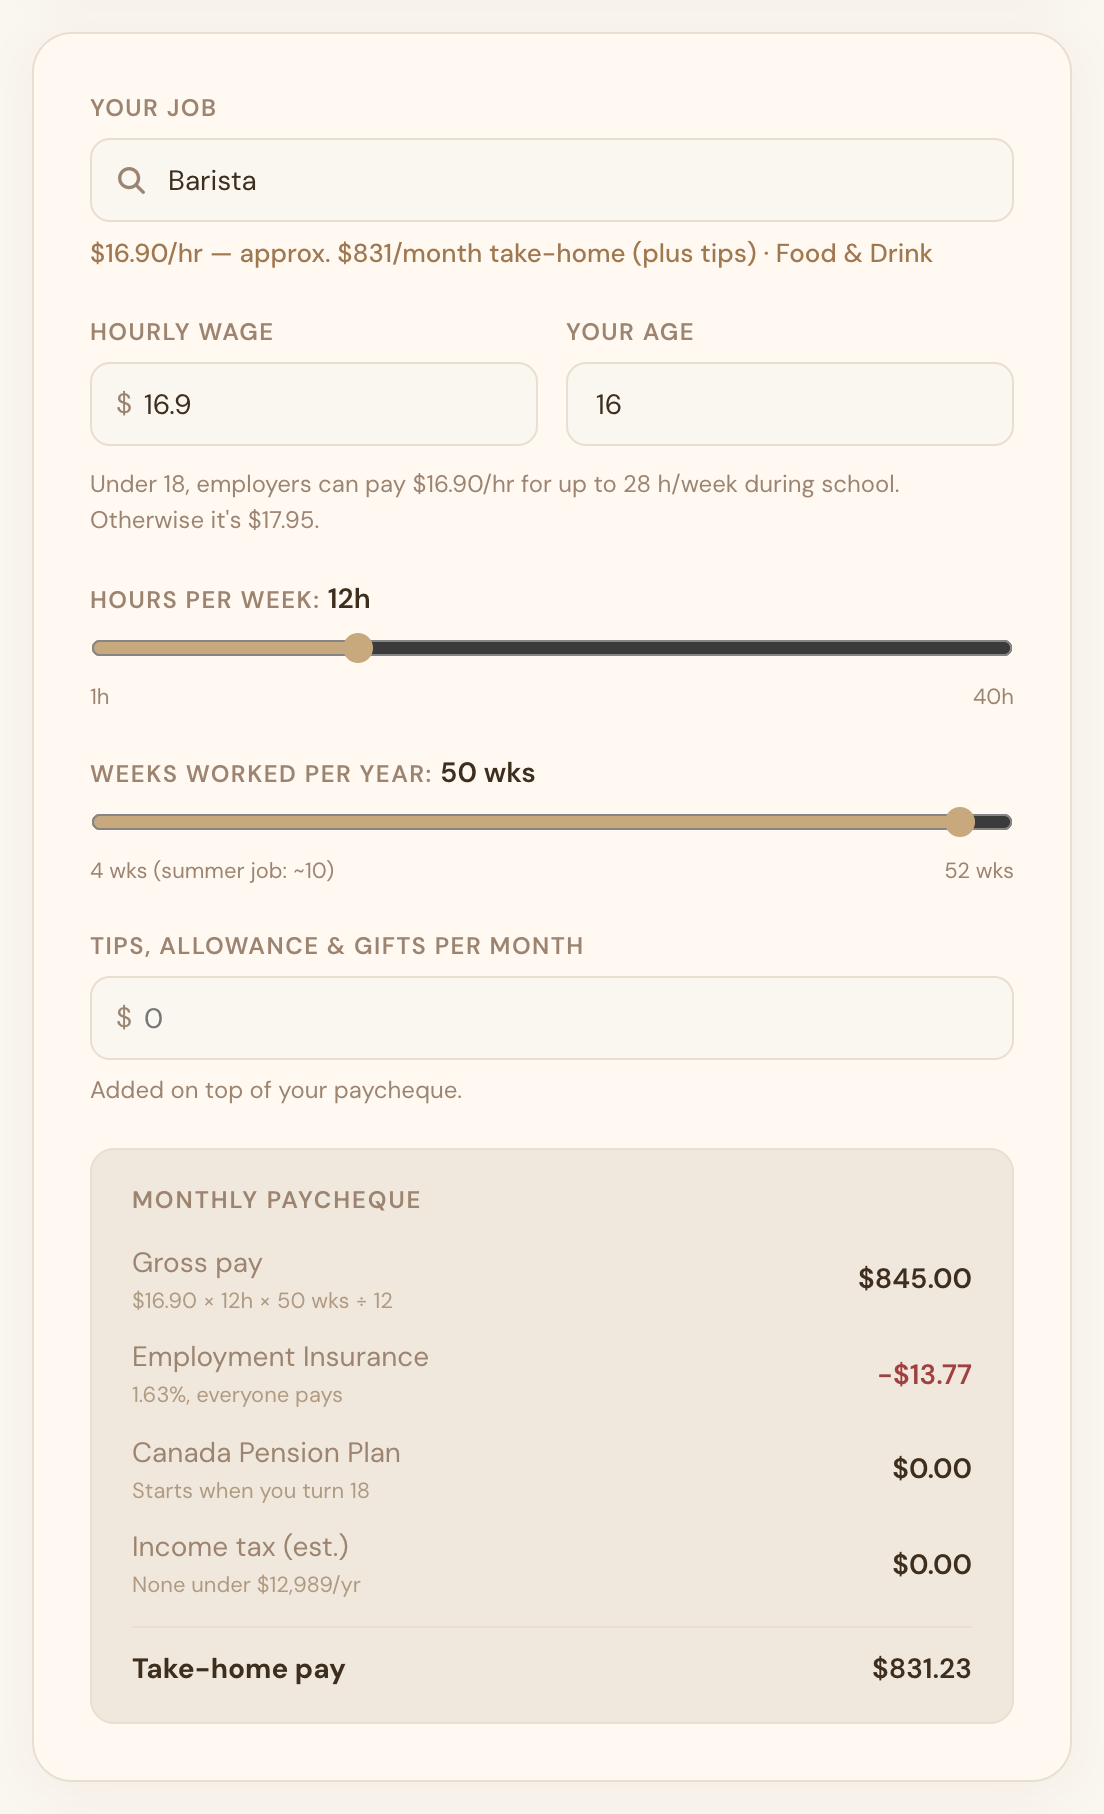 YOUR JOB
Barista
$16.90/hr — approx. $831/month take-home (plus tips) · Food & Drink
HOURLY WAGE
YOUR AGE
$ 16.9
16
Under 18, employers can pay $16.90/hr for up to 28 h/week during school.
Otherwise it's $17.95.
HOURS PER WEEK: 12h
1h
40h
WEEKS WORKED PER YEAR: 50 wks
4 wks (summer job: ~10)
52 wks
TIPS, ALLOWANCE & GIFTS PER MONTH
$ 0
Added on top of your paycheque.
MONTHLY PAYCHEQUE
Gross pay
$16.90 × 12h × 50 wks ÷ 12
$845.00
Employment Insurance
1.63%, everyone pays
-$13.77
Canada Pension Plan
Starts when you turn 18
$0.00
Income tax (est.)
None under $12,989/yr
$0.00
Take-home pay
$831.23